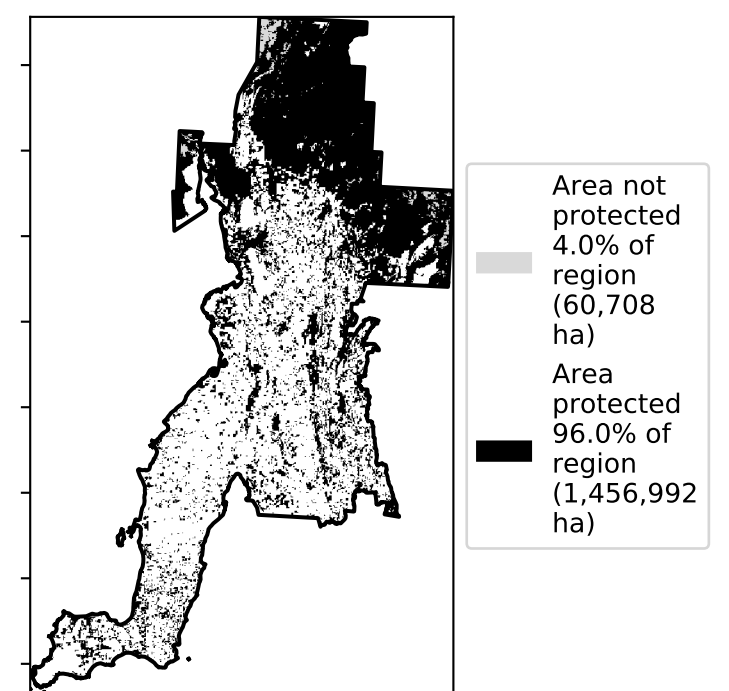 Area not
protected
4.0% of
region
(60,708
ha)
Area
protected
96.0% of
region
(1,456,992
ha)